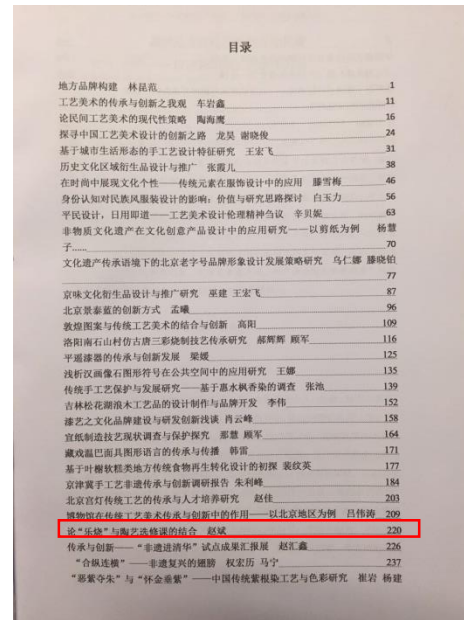 目录
地方品牌构建 林昆范 1
工艺美术的传承与创新之我观 车岩鑫 11
论民间工艺美术的现代性策略 陶海鹰 16
探寻中国工艺美术设计的创新之路 龙昊 谢晓俊 24
基于城市生活形态的手工艺设计特征研究 王宏飞 31
历史文化区域衍生品设计与推广 张霞儿 38
在时尚中展现文化个性——传统元素在服饰设计中的应用 滕雪梅 46
身份认知对民族风服装设计的影响：价值与研究思路探讨 白玉力 56
平民设计，日用即道——工艺美术设计伦理精神刍议 辛贝妮 63
非物质文化遗产在文化创意产品设计中的应用研究——以剪纸为例 杨慧
子…… 70
文化遗产传承语境下的北京老字号品牌形象设计发展策略研究 乌仁娜 滕晓铂
77
京味文化衍生品设计与推广研究 巫建 王宏飞 87
北京景泰蓝的创新方式 孟曦 96
敦煌图案与传统工艺美术的结合与创新 高阳 109
洛阳南石山村仿古唐三彩烧制技艺传承研究 郝辉辉 顾军 116
平遥漆器的传承与创新发展 梁媛 125
浅析汉画像石图形符号在公共空间中的应用研究 王娜 135
传统手工艺保护与发展研究——基于惠水枫香染的调查 张池 139
吉林松花湖浪木工艺品的设计制作与品牌开发 李伟 152
漆艺之文化品牌建设与研发创新浅谈 肖云峰 158
宣纸制造技艺现状调查与保护探究 那慧 顾军 164
藏戏温巴面具图形语言的传承与传播 韩雷 171
基于叶榭软糕类地方传统食物再生转化设计的初探 裴纹英 177
京津冀手工艺非遗传承与创新调研报告 朱利峰 184
北京宫灯传统工艺的传承与人才培养研究 赵佳 203
博物馆在传统工艺美术传承与创新中的作用——以北京地区为例 吕伟涛 209
论“乐烧”与陶艺选修课的结合 赵斌 220
传承与创新——“非遗进清华”试点成果汇报展 赵汇鑫 226
“合纵连横”——非遗复兴的翅膀 权宏历 马宁 237
“恶紫夺朱”与“怀金垂紫”——中国传统紫根染工艺与色彩研究 崔岩 杨建